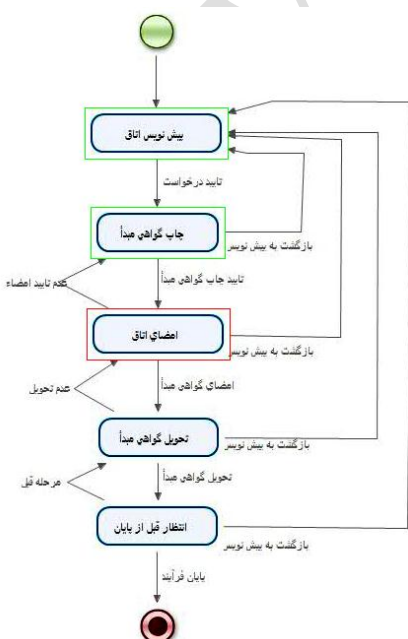 پیش نویس اتاق
تایید درخواست
چاپ گواهی مبدأ
بازگشت به پیش نویس
تایید چاپ گواهی مبدأ
عدم تایید امضاء
امضاي اتاق
بازگشت به پیش نویس
امضاي گواهی مبدأ
عدم تحویل
تحویل گواهی مبدأ
بازگشت به پیش نویس
تحویل گواهی مبدأ
مرحله قبل
انتظار قبل از پایان
بازگشت به پیش نویس
پایان فرآیند